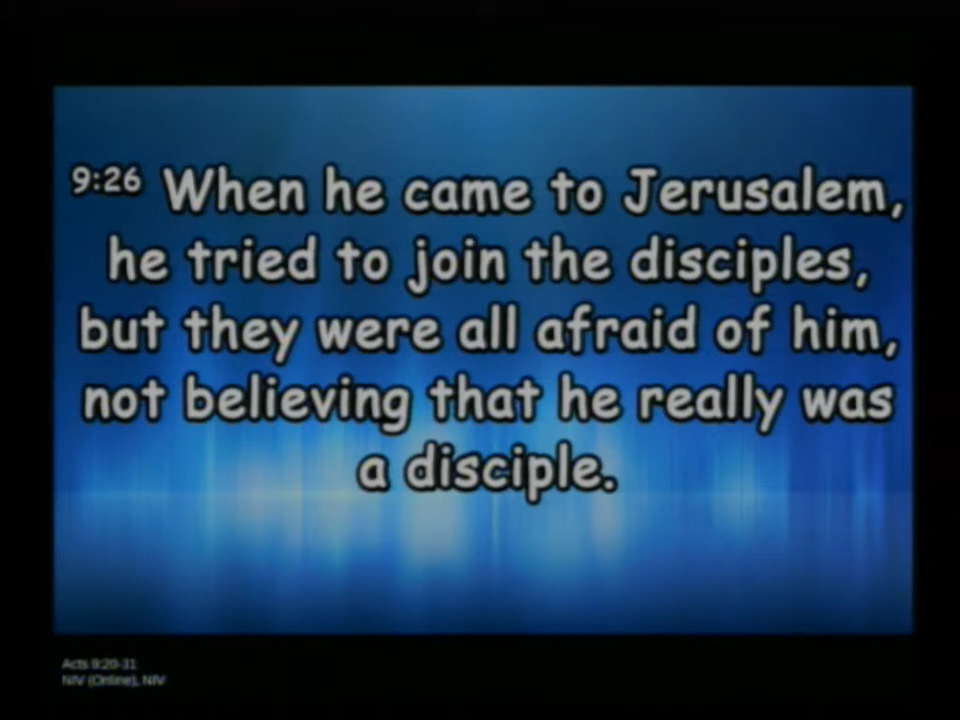 9:26 When he came to Jerusalem,
he tried to join the disciples,
but they were all afraid of him,
not believing that he really was
a disciple.
Acts 9:20-31
NIV (Online), NIV